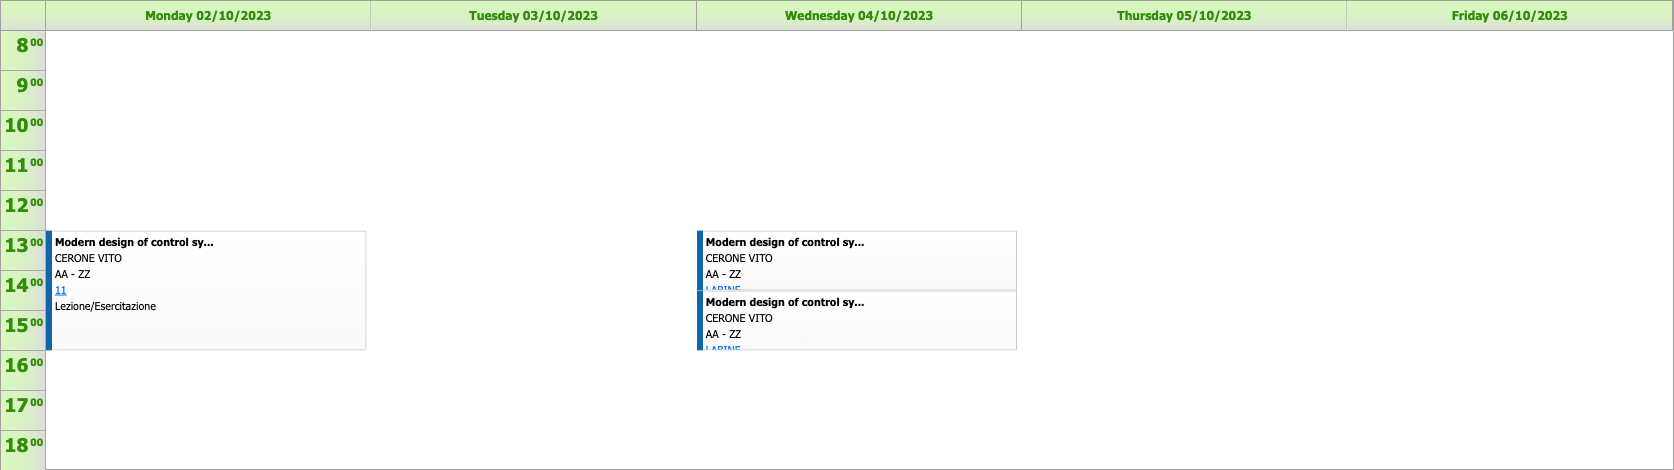 Monday 02/10/2023 Tuesday 03/10/2023 Wednesday 04/10/2023 Thursday 05/10/2023 Friday 06/10/2023
8 00
9 00
10 00
11 00
12 00
13 00
14 00
15 00
16 00
17 00
18 00
Modern design of control sy...
CERONE VITO
AA - ZZ
11
Lezione/Esercitazione
Modern design of control sy...
CERONE VITO
AA - ZZ
Modern design of control sy...
CERONE VITO
AA - ZZ